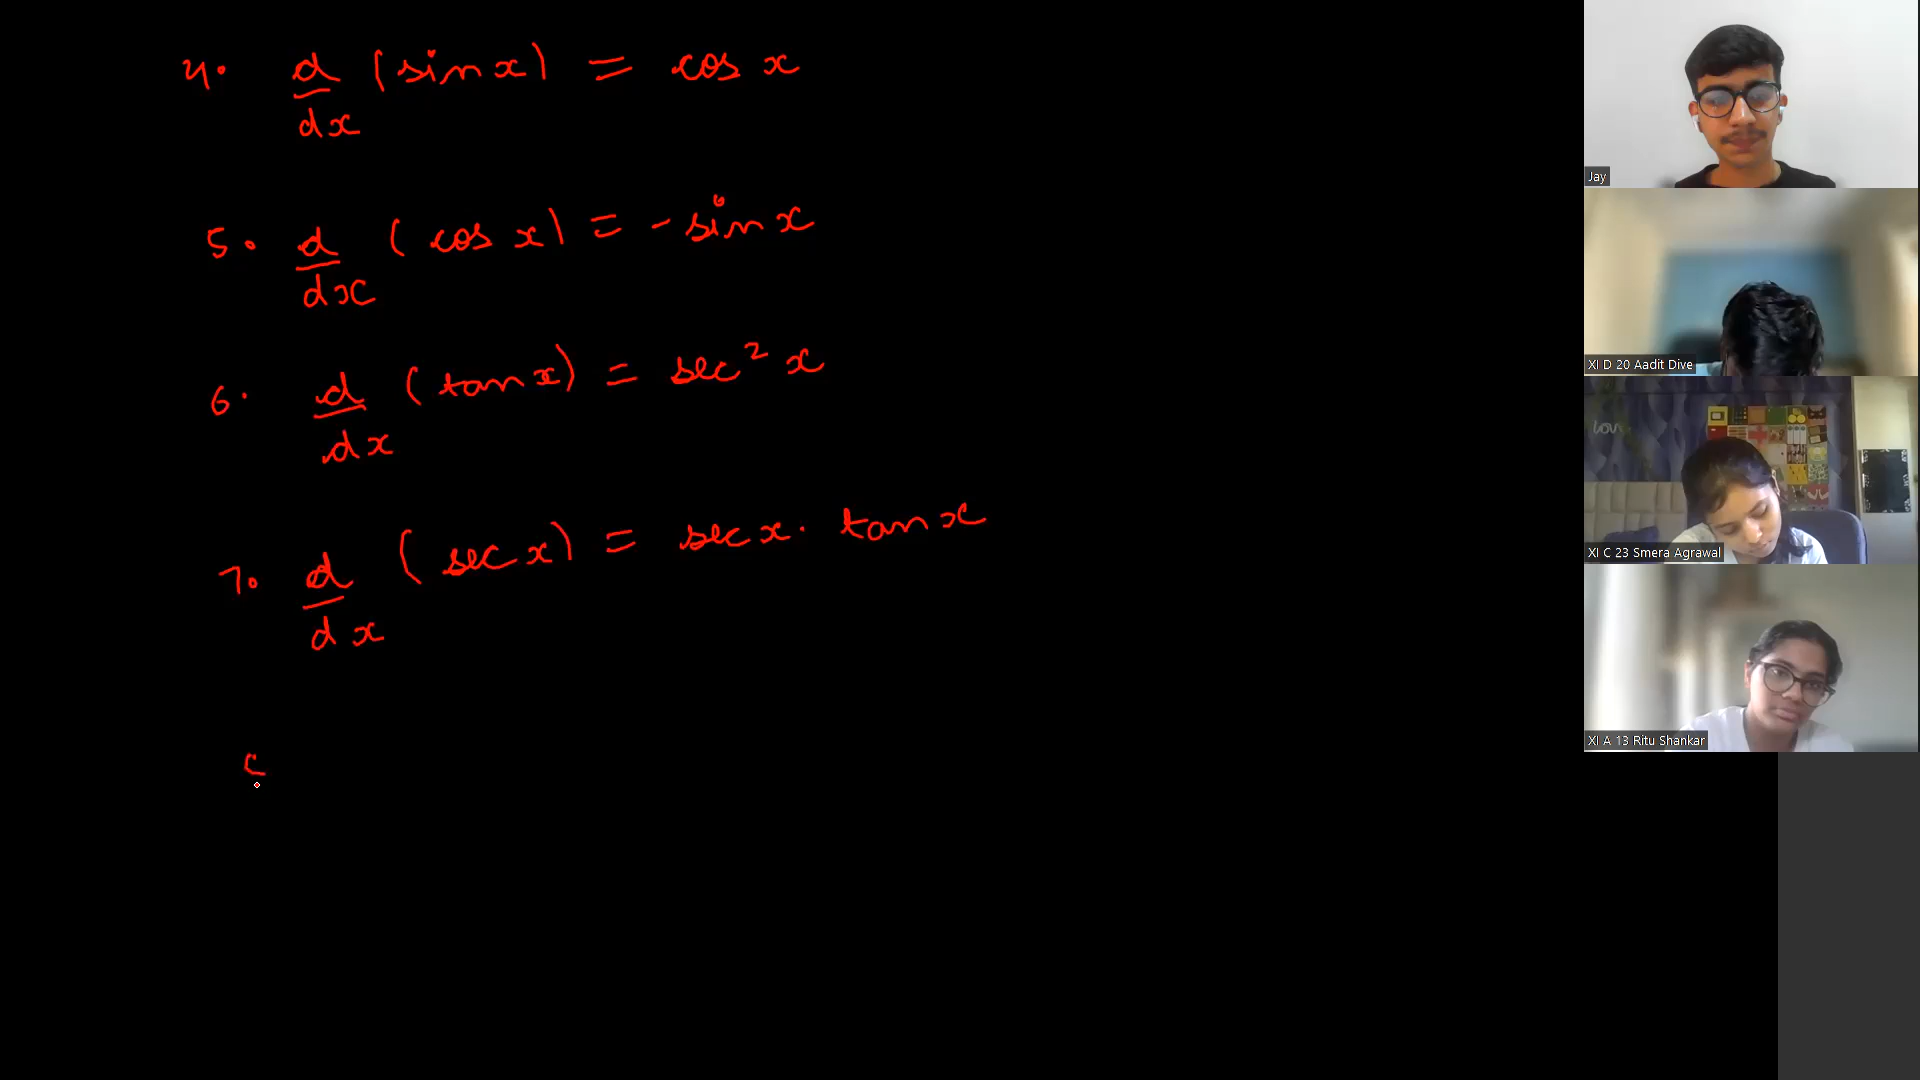 4. d/dx (sin x) = cos x
5. d/dx (cos x) = - sin x
6. d/dx (tan x) = sec² x
7. d/dx (sec x) = sec x . tan x
Jay
XI D 20 Aadit Dive
love
XI C 23 Smera Agrawal
XI A 13 Ritu Shankar